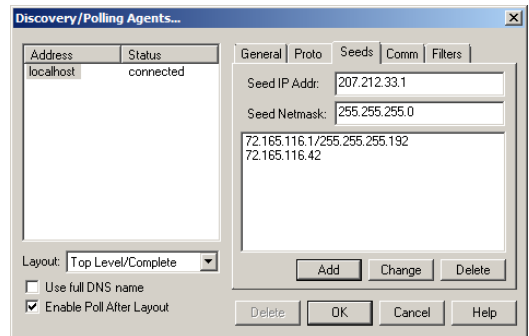 Discovery/Polling Agents...
Address Status
localhost connected
Layout: Top Level/Complete
Use full DNS name
Enable Poll After Layout
General Proto Seeds Comm Filters
Seed IP Addr: 207.212.33.1
Seed Netmask: 255.255.255.0
72.165.116.1/255.255.255.192
72.165.116.42
Add Change Delete
Delete OK Cancel Help